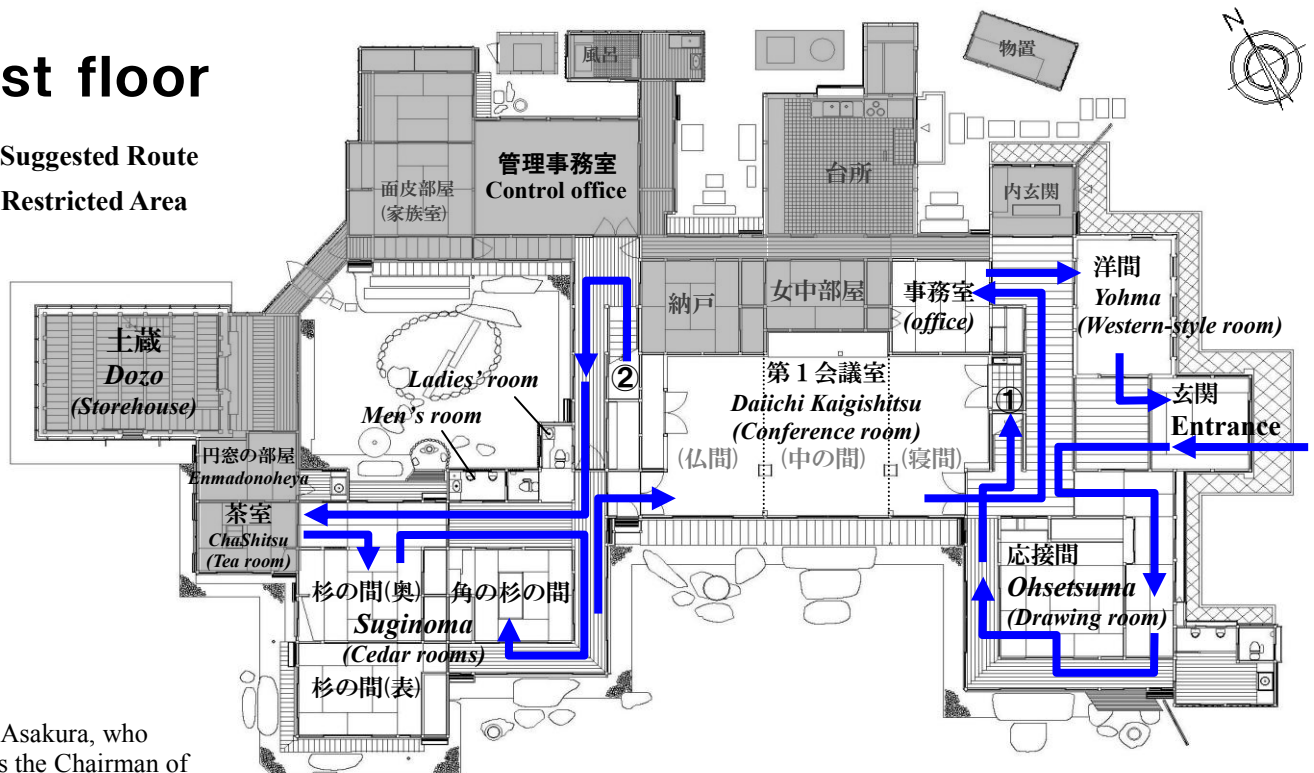 st floor
Suggested Route
Restricted Area
N
風呂
物置
管理事務室
Control office
面皮部屋
(家族室)
台所
内玄関
土蔵
Dozo
(Storehouse)
納戸
女中部屋
事務室
(office)
洋間
Yohma
(Western-style room)
②
Ladies' room
Men's room
第1会議室
Daiichi Kaigishitsu
(Conference room)
(仏間)
(中の間)
(寝間)
①
玄関
Entrance
円窓の部屋
Enmadonoheya
茶室
ChaShitsu
(Tea room)
杉の間(奥)
角の杉の間
Suginoma
(Cedar rooms)
杉の間(表)
応接間
Ohsetsuma
(Drawing room)
Asakura, who
s the Chairman of